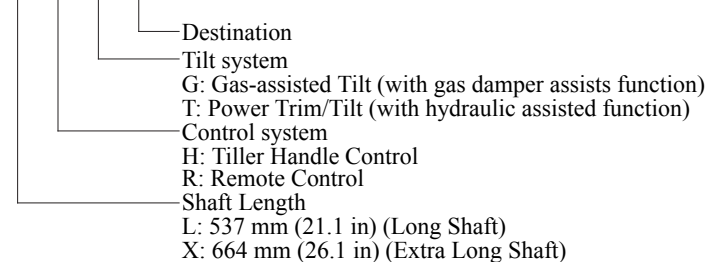 Destination
Tilt system
G: Gas-assisted Tilt (with gas damper assists function)
T: Power Trim/Tilt (with hydraulic assisted function)
Control system
H: Tiller Handle Control
R: Remote Control
Shaft Length
L: 537 mm (21.1 in) (Long Shaft)
X: 664 mm (26.1 in) (Extra Long Shaft)